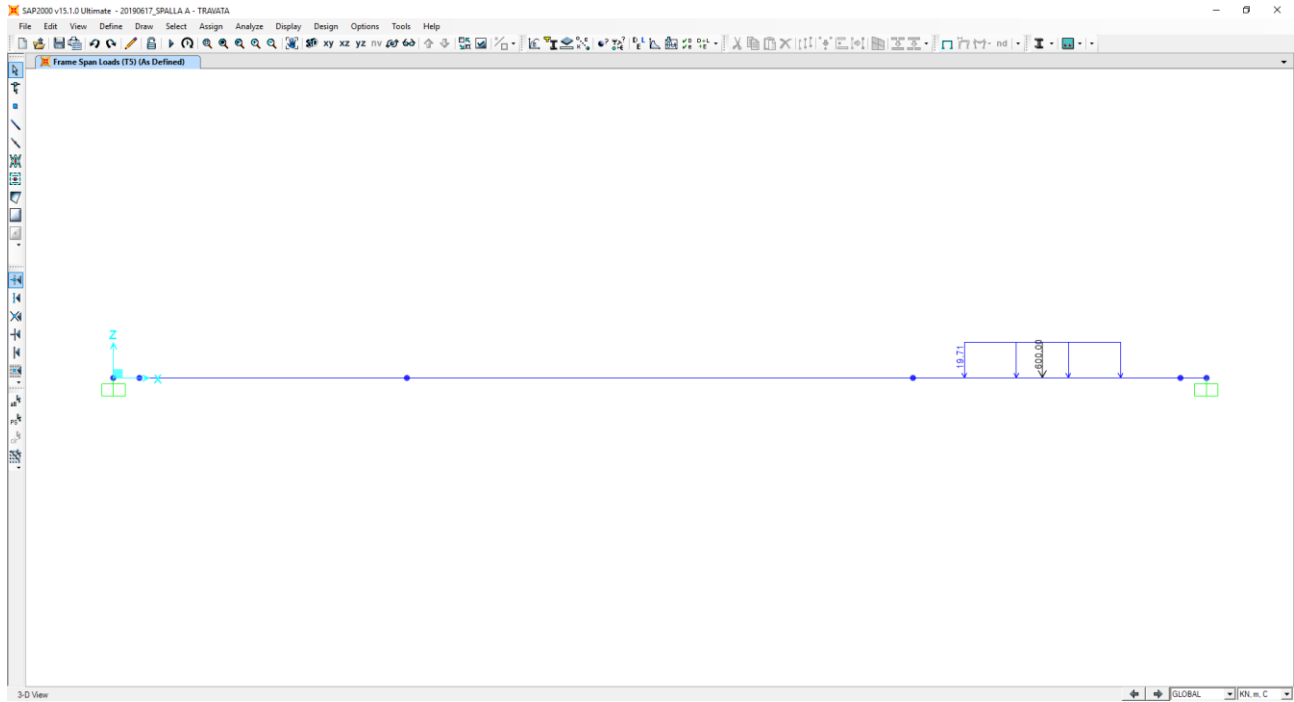 SAP2000 v15.1.0 Ultimate - 20190617_SPALLA A - TRAVATA
File Edit View Define Draw Select Assign Analyze Display Design Options Tools Help
xy xz yz nv nd
Frame Span Loads (T5) (As Defined)
Z
X
19.71
600.00
3-D View
GLOBAL
KN, m, C